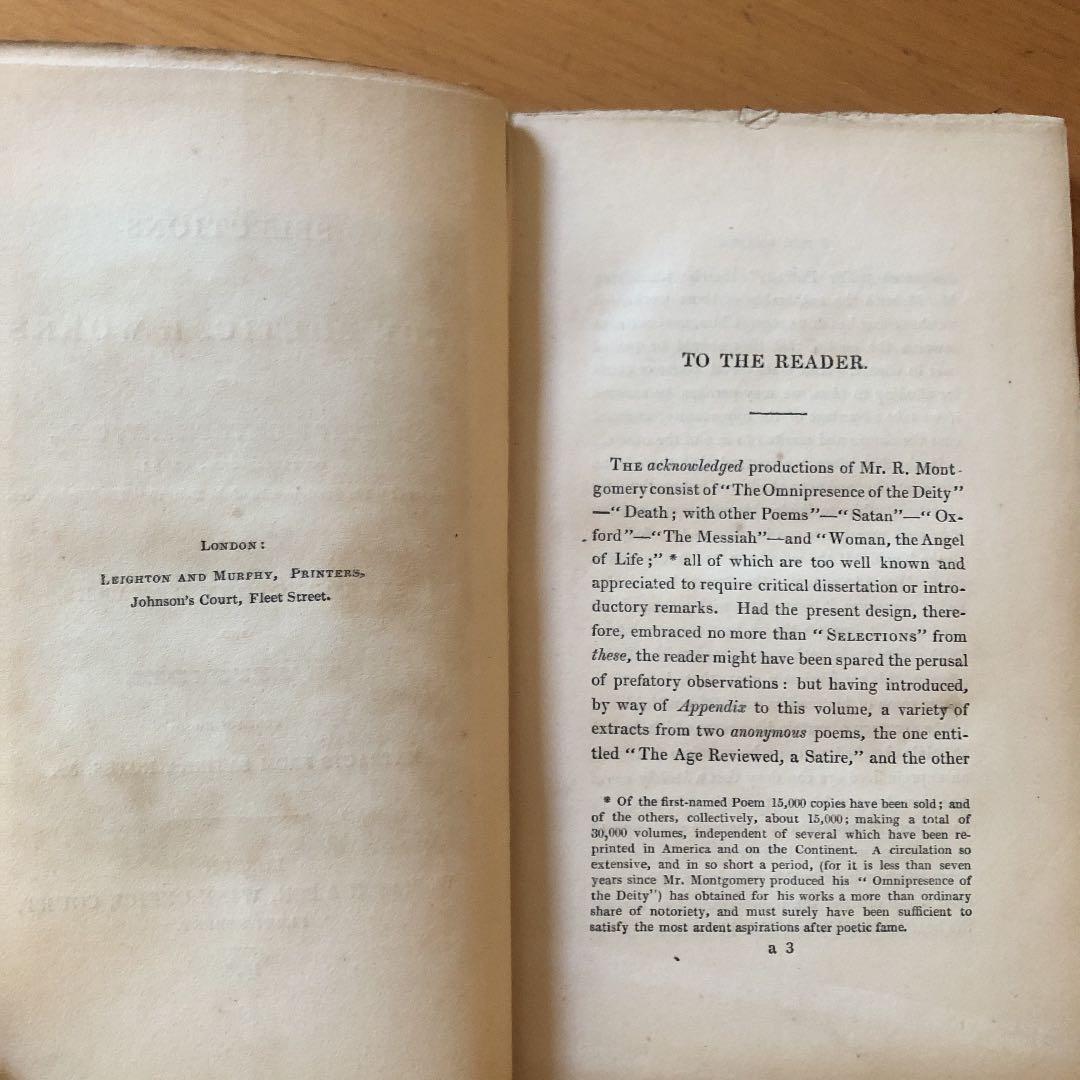 LONDON:
LEIGHTON AND MURPHY, PRINTERS,
Johnson's Court, Fleet Street.
TO THE READER.
THE acknowledged productions of Mr. R. Mont-
gomery consist of "The Omnipresence of the Deity"
—"Death; with other Poems"—"Satan"—"Ox-
ford"—"The Messiah"—and "Woman, the Angel
of Life;" * all of which are too well known and
appreciated to require critical dissertation or intro-
ductory remarks. Had the present design, there-
fore, embraced no more than "SELECTIONS" from
these, the reader might have been spared the perusal
of prefatory observations: but having introduced,
by way of Appendix to this volume, a variety of
extracts from two anonymous poems, the one enti-
tled "The Age Reviewed, a Satire," and the other
* Of the first-named Poem 15,000 copies have been sold; and
of the others, collectively, about 15,000; making a total of
30,000 volumes, independent of several which have been re-
printed in America and on the Continent. A circulation so
extensive, and in so short a period, (for it is less than seven
years since Mr. Montgomery produced his "Omnipresence of
the Deity") has obtained for his works a more than ordinary
share of notoriety, and must surely have been sufficient to
satisfy the most ardent aspirations after poetic fame.
a 3